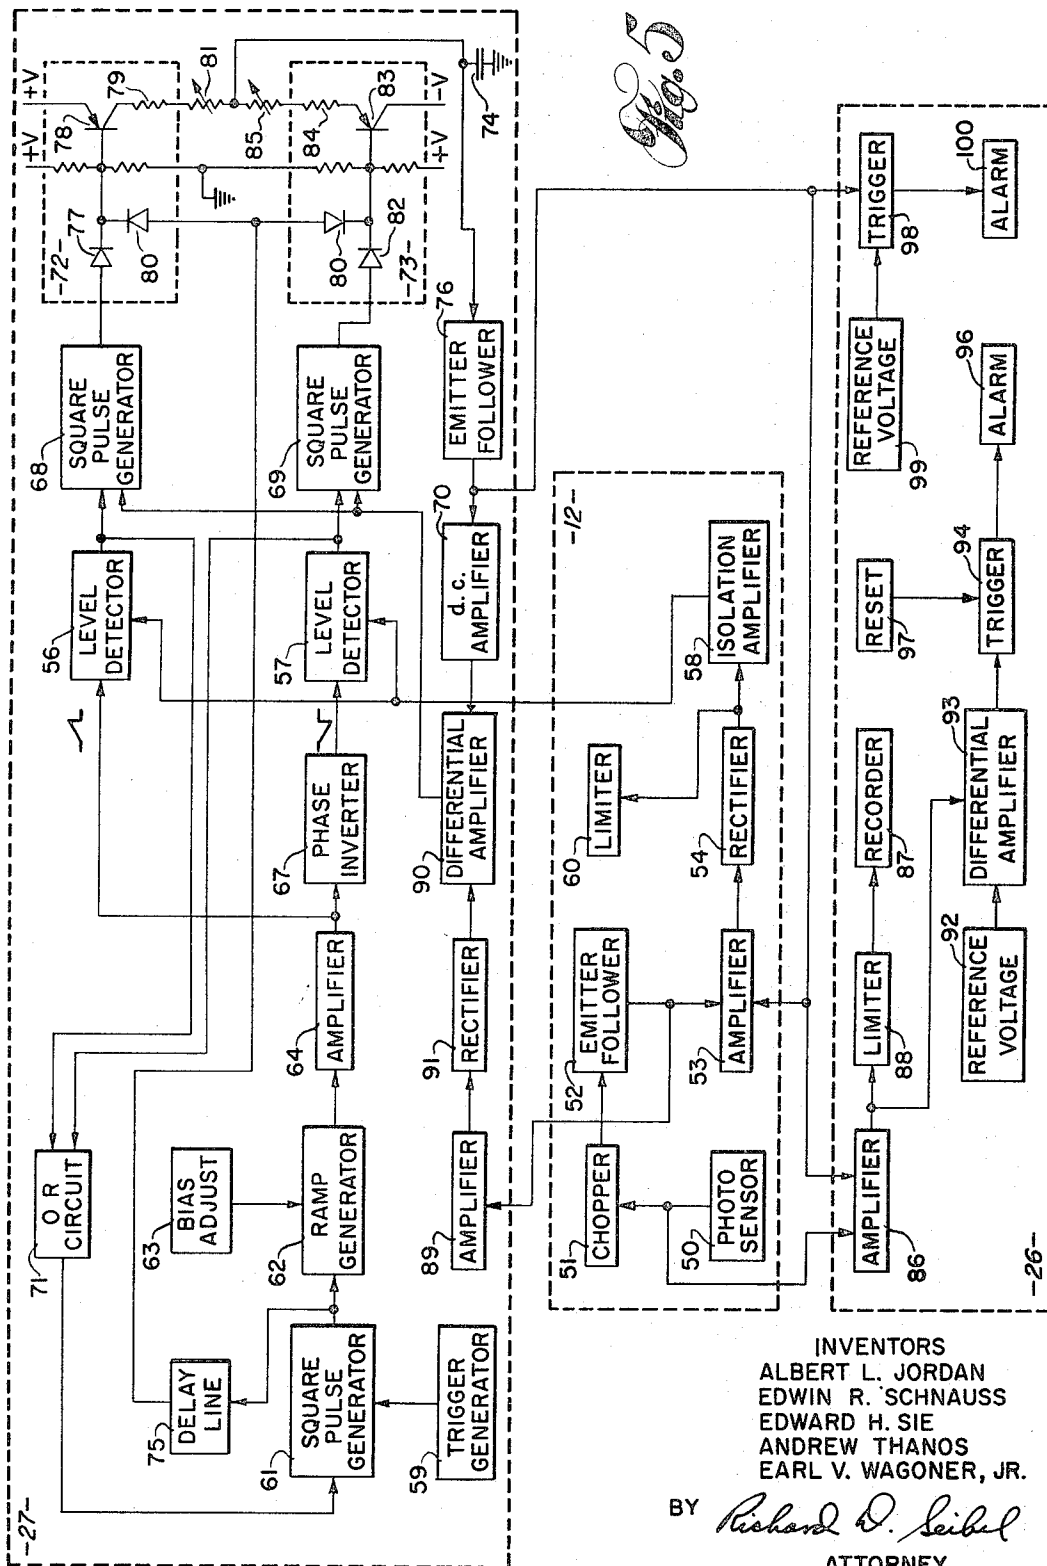 Fig. 5
-27-
71
OR
CIRCUIT
75
DELAY
LINE
61
SQUARE
PULSE
GENERATOR
59
TRIGGER
GENERATOR
63
BIAS
ADJUST
62
RAMP
GENERATOR
64
AMPLIFIER
67
PHASE
INVERTER
56
LEVEL
DETECTOR
57
LEVEL
DETECTOR
68
SQUARE
PULSE
GENERATOR
69
SQUARE
PULSE
GENERATOR
89
AMPLIFIER
91
RECTIFIER
90
DIFFERENTIAL
AMPLIFIER
70
d.c.
AMPLIFIER
76
EMITTER
FOLLOWER
-72-
77
80
+V
+V
78
79
81
85
84
83
80
82
-73-
+V
-V
74
-12-
51
CHOPPER
50
PHOTO
SENSOR
52
EMITTER
FOLLOWER
53
AMPLIFIER
54
RECTIFIER
60
LIMITER
58
ISOLATION
AMPLIFIER
-26-
86
AMPLIFIER
88
LIMITER
87
RECORDER
92
REFERENCE
VOLTAGE
93
DIFFERENTIAL
AMPLIFIER
97
RESET
94
TRIGGER
96
ALARM
99
REFERENCE
VOLTAGE
98
TRIGGER
100
ALARM
INVENTORS
ALBERT L. JORDAN
EDWIN R. SCHNAUSS
EDWARD H. SIE
ANDREW THANOS
EARL V. WAGONER, JR.
BY Richard D. Seibel
ATTORNEY